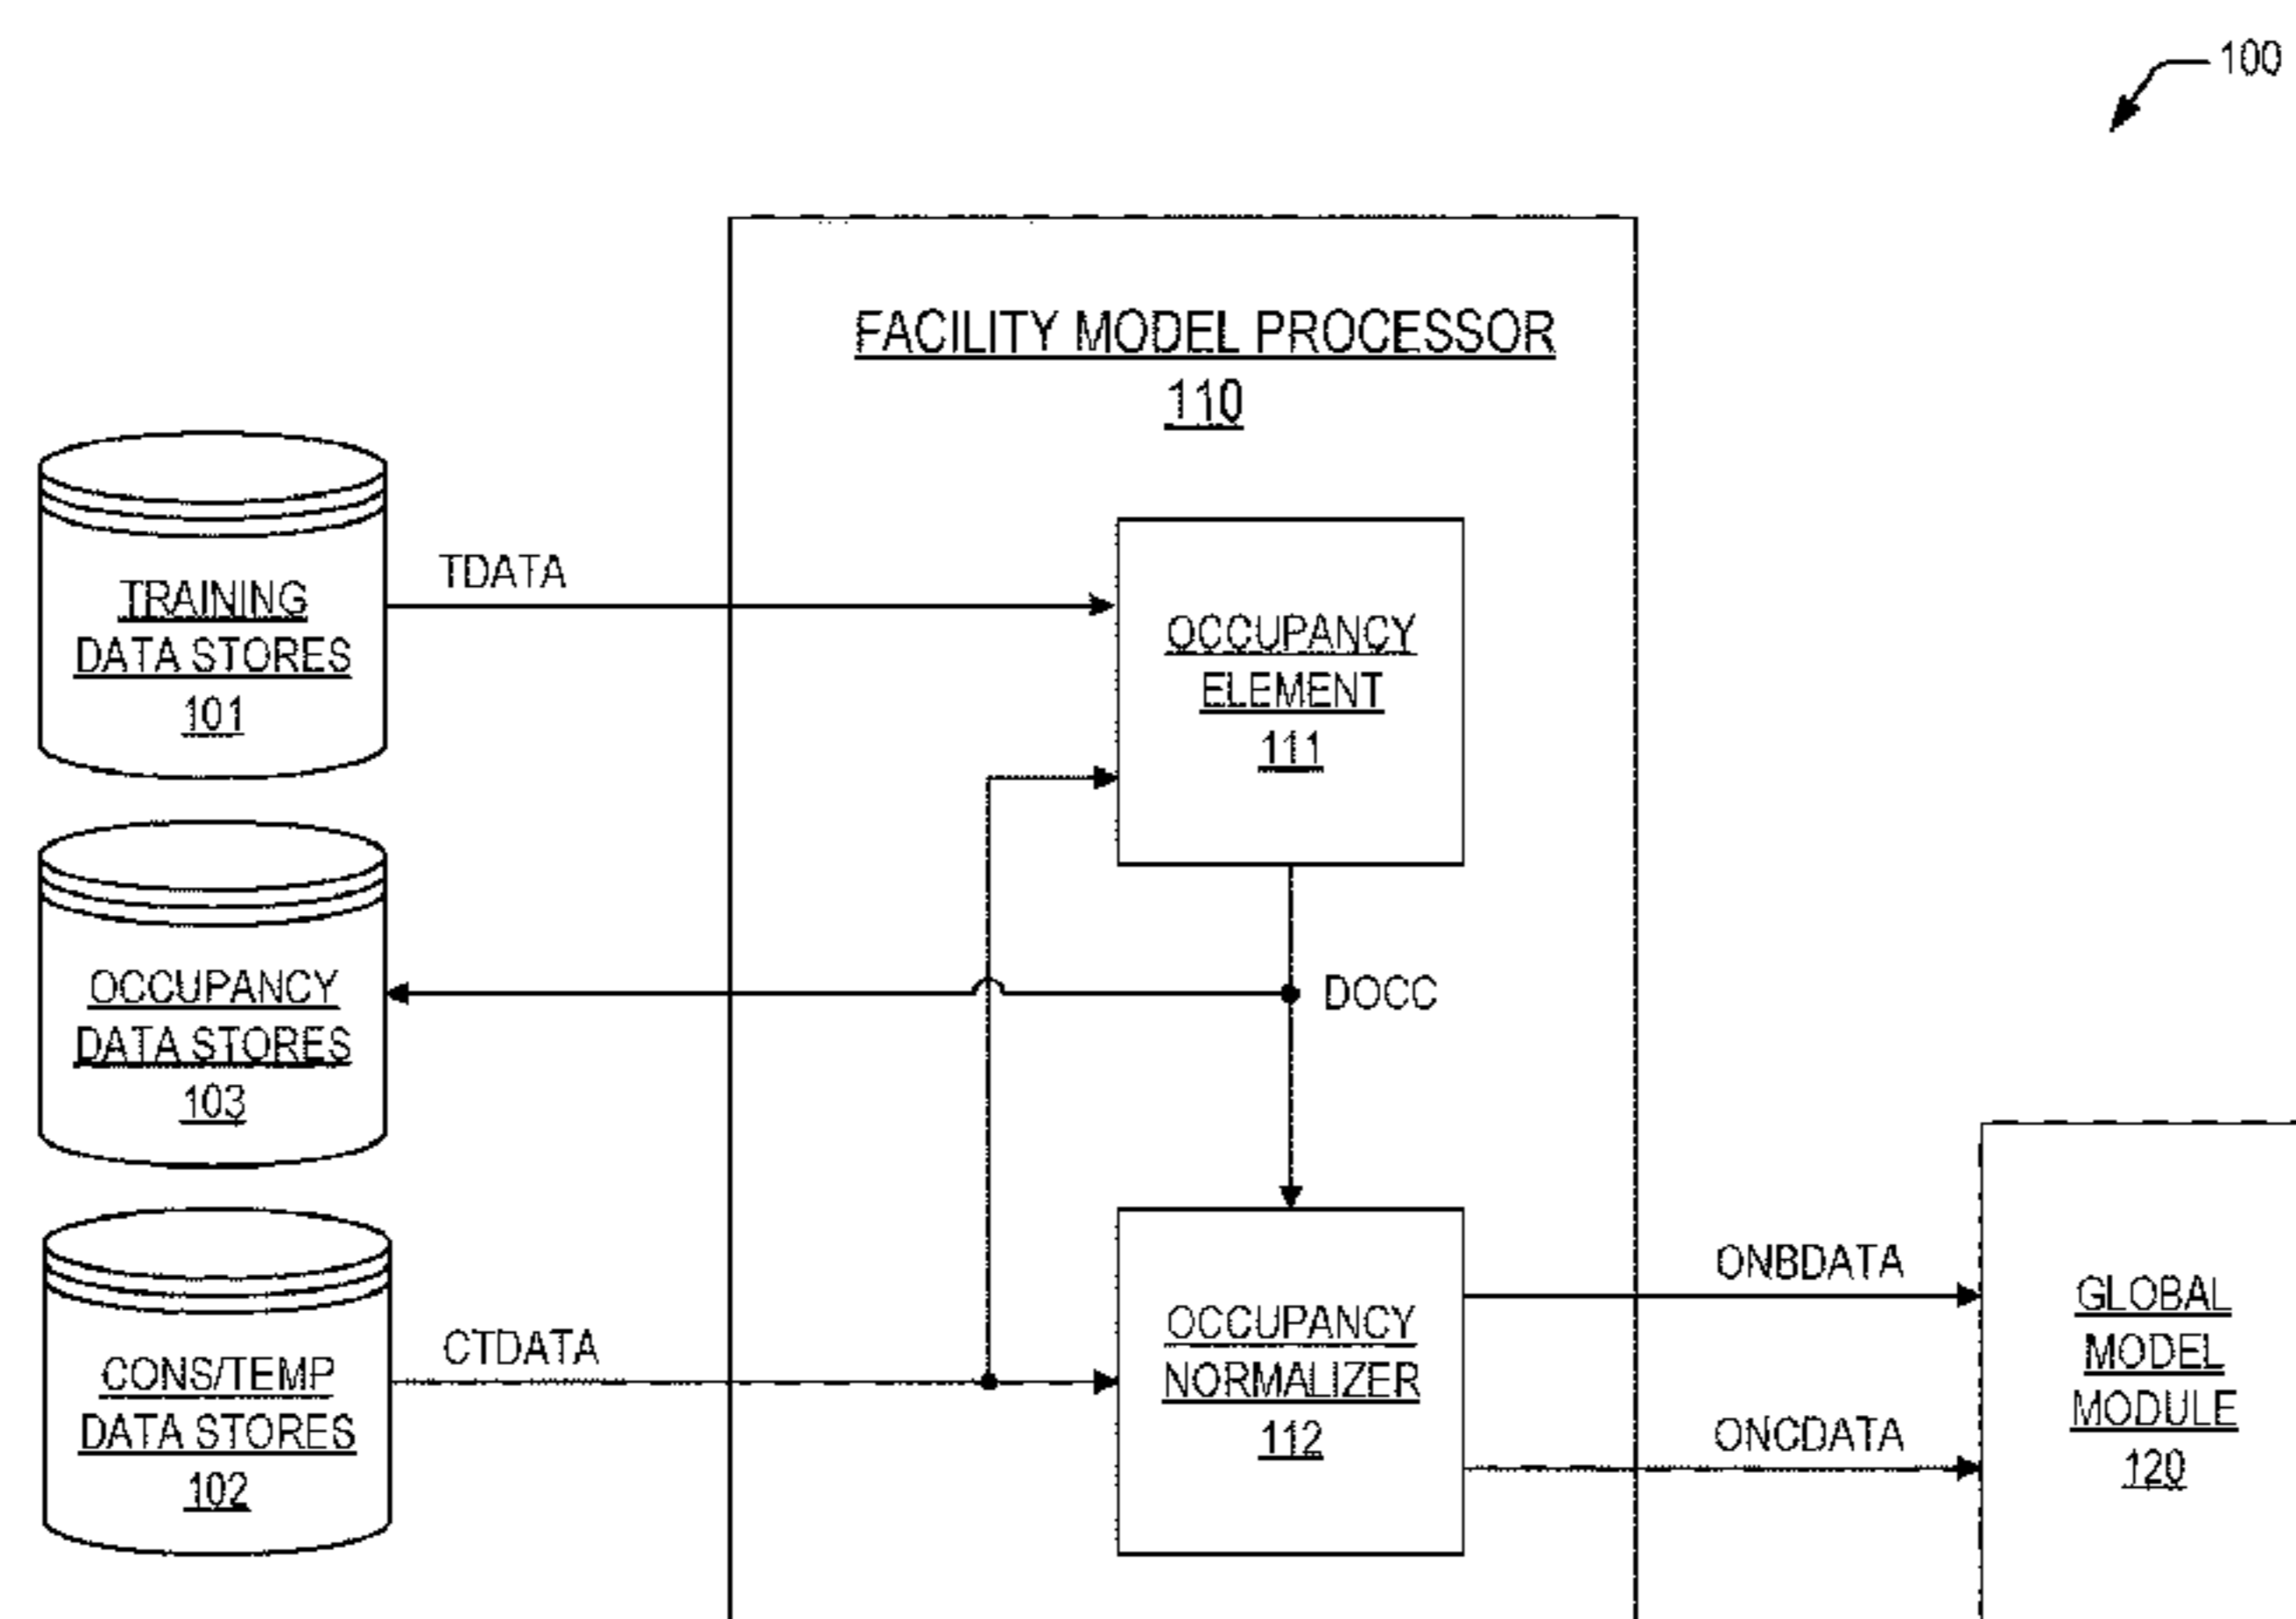 100
FACILITY MODEL PROCESSOR
110
TRAINING
DATA STORES
101
TDATA
OCCUPANCY
ELEMENT
111
OCCUPANCY
DATA STORES
103
DOCC
CONS/TEMP
DATA STORES
102
CTDATA
OCCUPANCY
NORMALIZER
112
ONBDATA
ONCDATA
GLOBAL
MODEL
MODULE
120